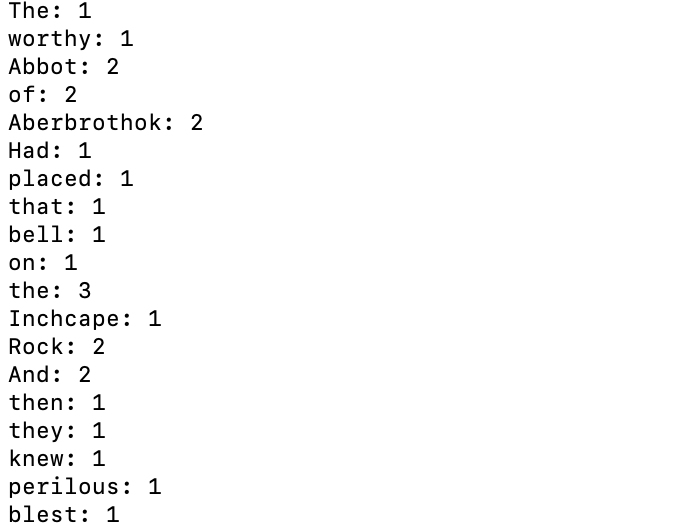 The: 1
worthy: 1
Abbot: 2
of: 2
Aberbrothok: 2
Had: 1
placed: 1
that: 1
bell: 1
on: 1
the: 3
Inchcape: 1
Rock: 2
And: 2
then: 1
they: 1
knew: 1
perilous: 1
blest: 1